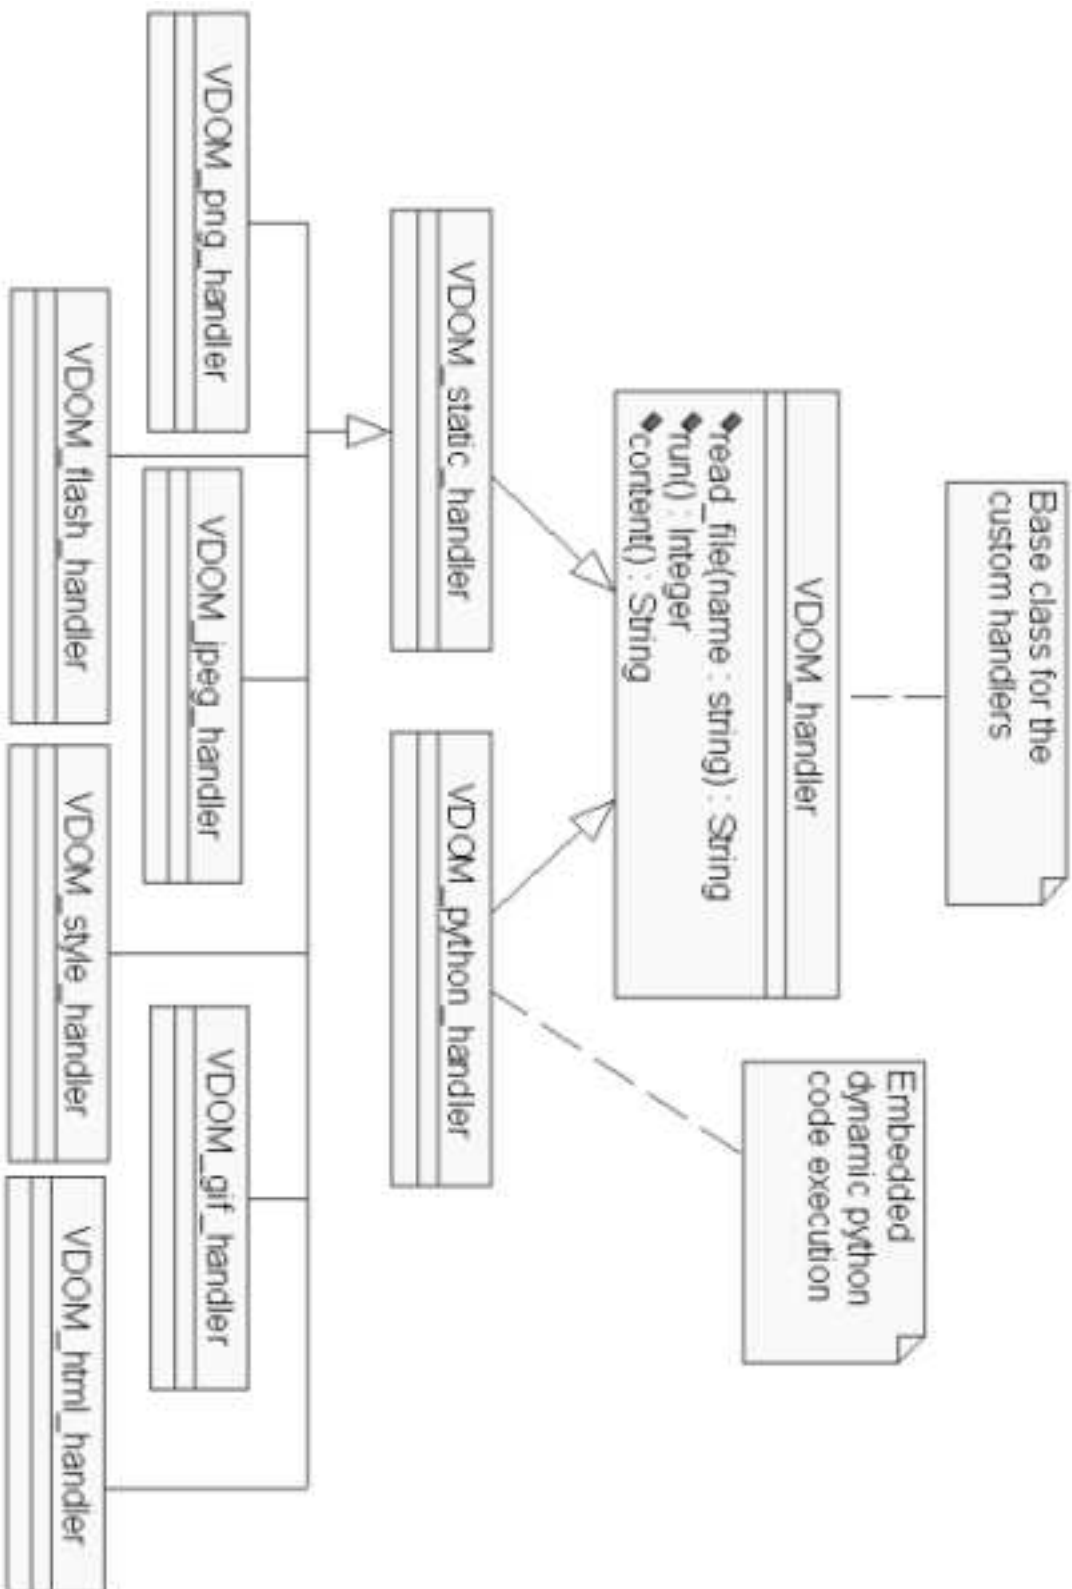 Base class for the
custom handlers
VDOM_handler
read_file(name : string) : String
run() : Integer
content() : String
Embedded
dynamic python
code execution
VDOM_static_handler
VDOM_python_handler
VDOM_png_handler
VDOM_jpeg_handler
VDOM_gif_handler
VDOM_flash_handler
VDOM_style_handler
VDOM_html_handler